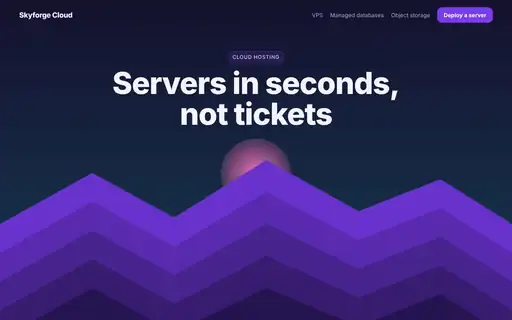 Skyforge Cloud
VPS Managed databases Object storage Deploy a server
CLOUD HOSTING
Servers in seconds,
not tickets